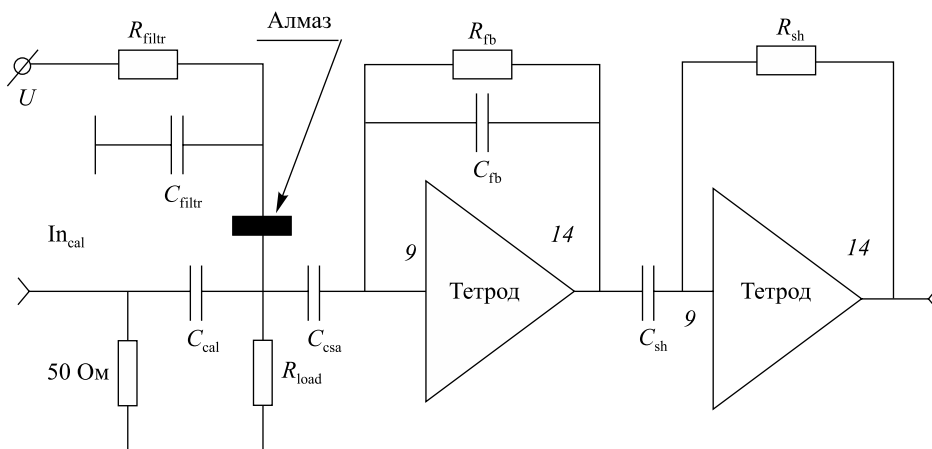 Алмаз
R_filtr
R_fb
R_sh
U
C_filtr
C_fb
In_cal
9
14
14
Тетрод
Тетрод
9
C_cal
C_csa
C_sh
50 Ом
R_load